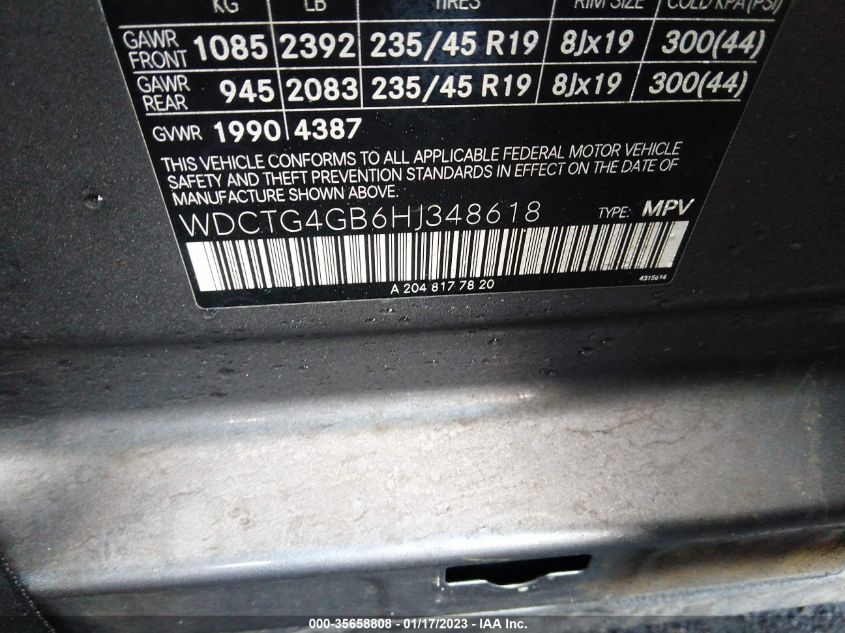 KG LB TIRES RIM SIZE COLD KPA(PSI)
GAWR FRONT 1085 2392 235/45 R19 8Jx19 300(44)
GAWR REAR 945 2083 235/45 R19 8Jx19 300(44)
GVWR 1990 4387
THIS VEHICLE CONFORMS TO ALL APPLICABLE FEDERAL MOTOR VEHICLE
SAFETY AND THEFT PREVENTION STANDARDS IN EFFECT ON THE DATE OF
MANUFACTURE SHOWN ABOVE.
WDCTG4GB6HJ348618 TYPE: MPV
A 204 817 78 20 4315614
000-35658808 - 01/17/2023 - IAA Inc.